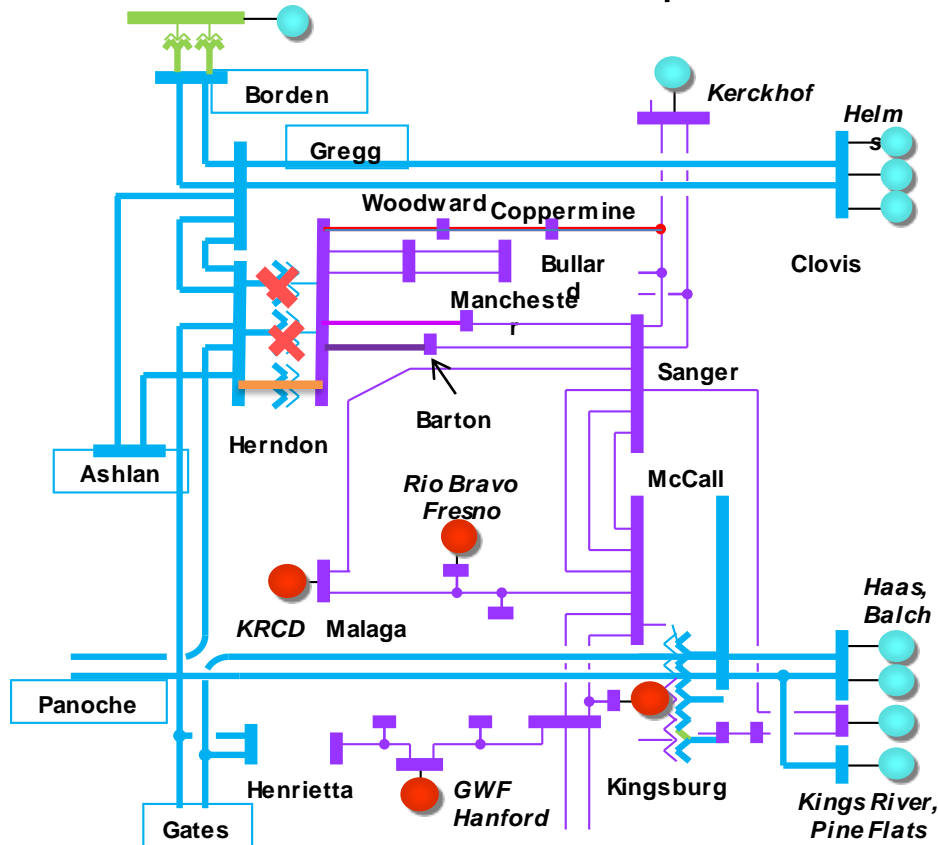 Borden
Kerckhof
Helm
s
Gregg
Woodward
Coppermine
Bullar
d
Clovis
Mancheste
r
Sanger
Barton
Herndon
Ashlan
McCall
Rio Bravo
Fresno
Haas,
Balch
KRCD
Malaga
Panoche
Henrietta
GWF
Hanford
Kingsburg
Kings River,
Pine Flats
Gates